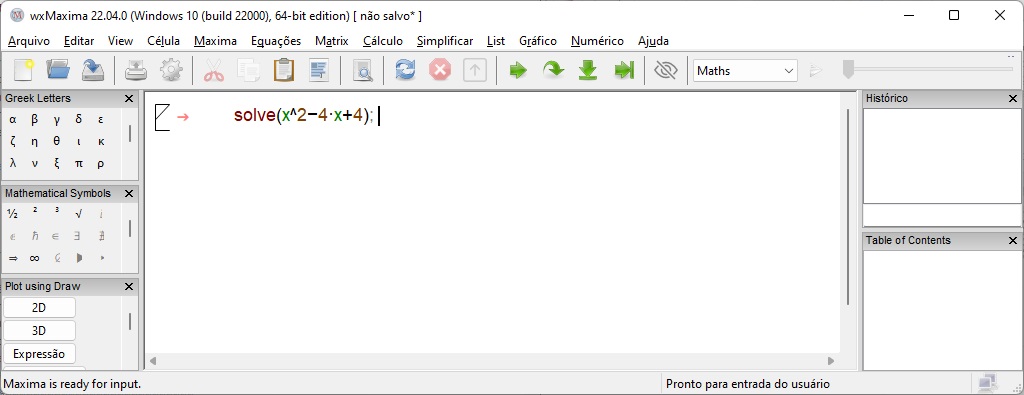 wxMaxima 22.04.0 (Windows 10 (build 22000), 64-bit edition) [ não salvo* ]
Arquivo Editar View Célula Maxima Equações Matrix Cálculo Simplificar List Gráfico Numérico Ajuda
Maths
Greek Letters
α β γ δ ε
ζ η θ ι κ
λ ν ξ π ρ
Mathematical Symbols
½ ² ³ √ ⅈ
ⅇ ℏ ∈ ∃ ∄
⇒ ∞
Plot using Draw
2D
3D
Expressão
solve(x^2−4·x+4);
Histórico
Table of Contents
Maxima is ready for input.
Pronto para entrada do usuário